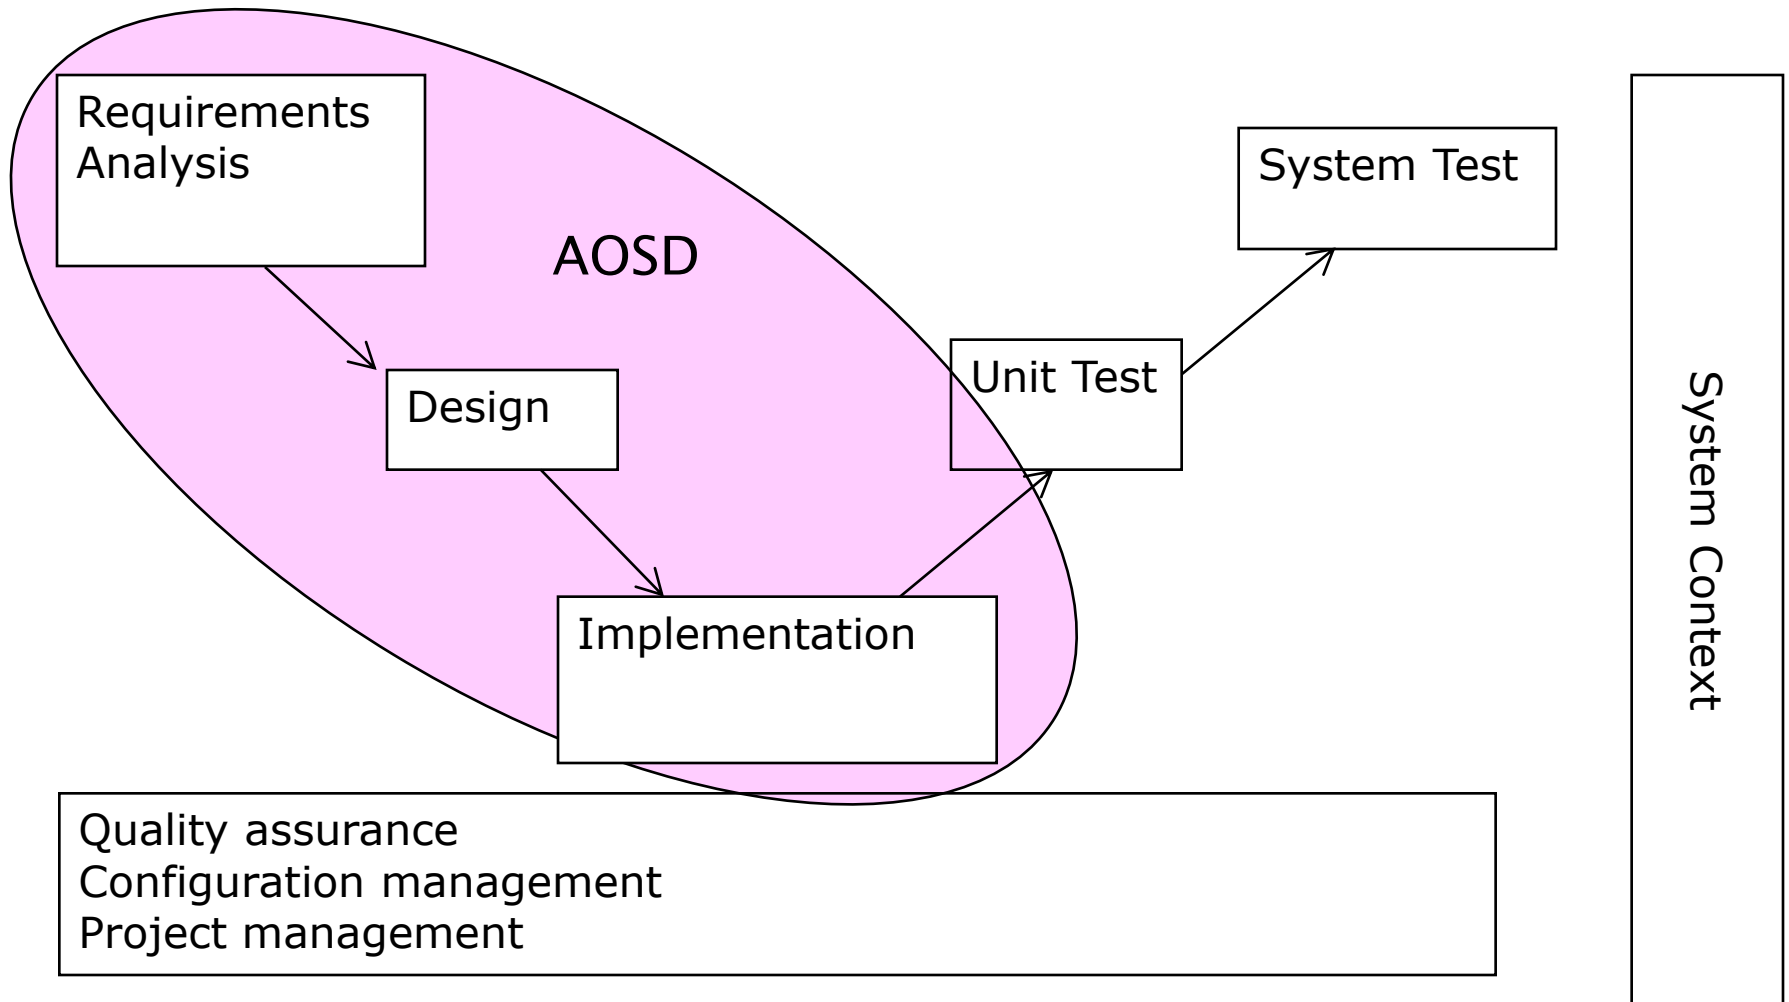 Requirements
Analysis
System Test
AOSD
Unit Test
Design
System Context
Implementation
Quality assurance
Configuration management
Project management